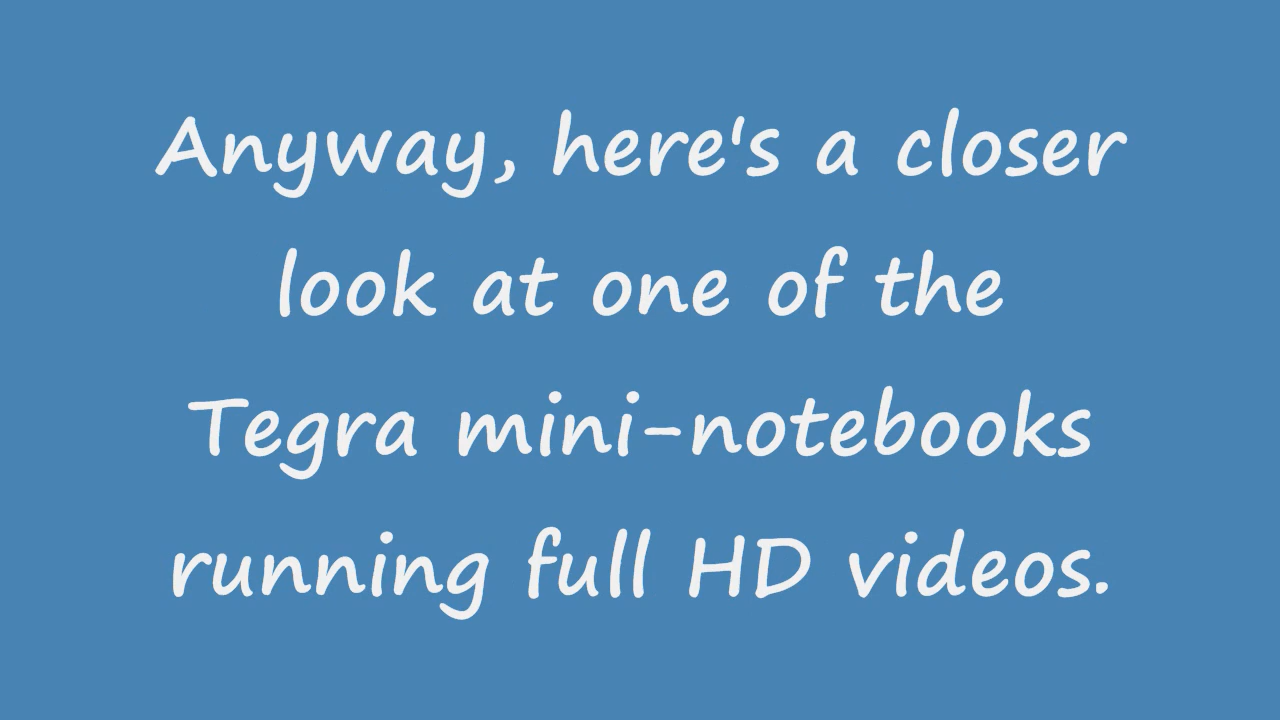 Anyway, here's a closer
look at one of the
Tegra mini-notebooks
running full HD videos.